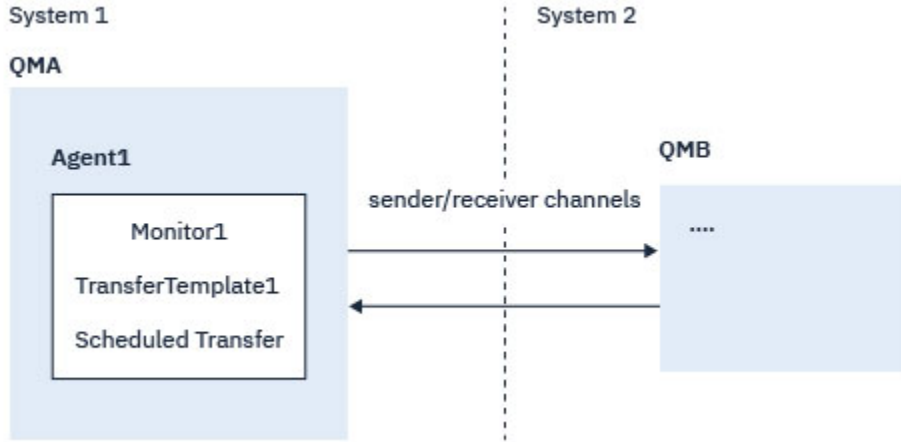 System 1
System 2
QMA
Agent1
QMB
sender/receiver channels
Monitor1
....
TransferTemplate1
Scheduled Transfer